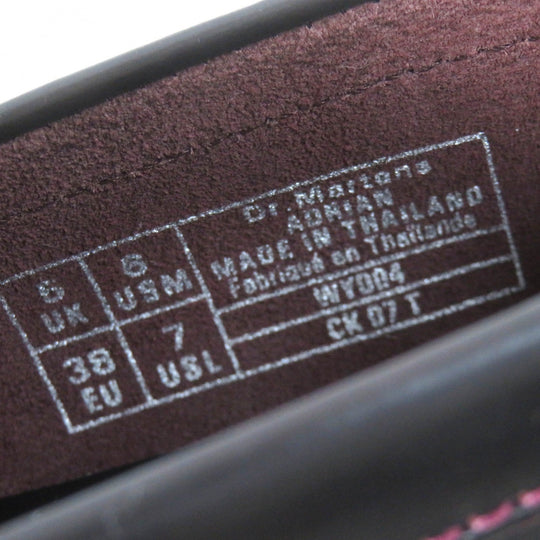 5 UK
6 USM
38 EU
7 USL
Dr. Martens
ADRIAN
MADE IN THAILAND
Fabriqué en Thaïlande
WY004
CK 07 T